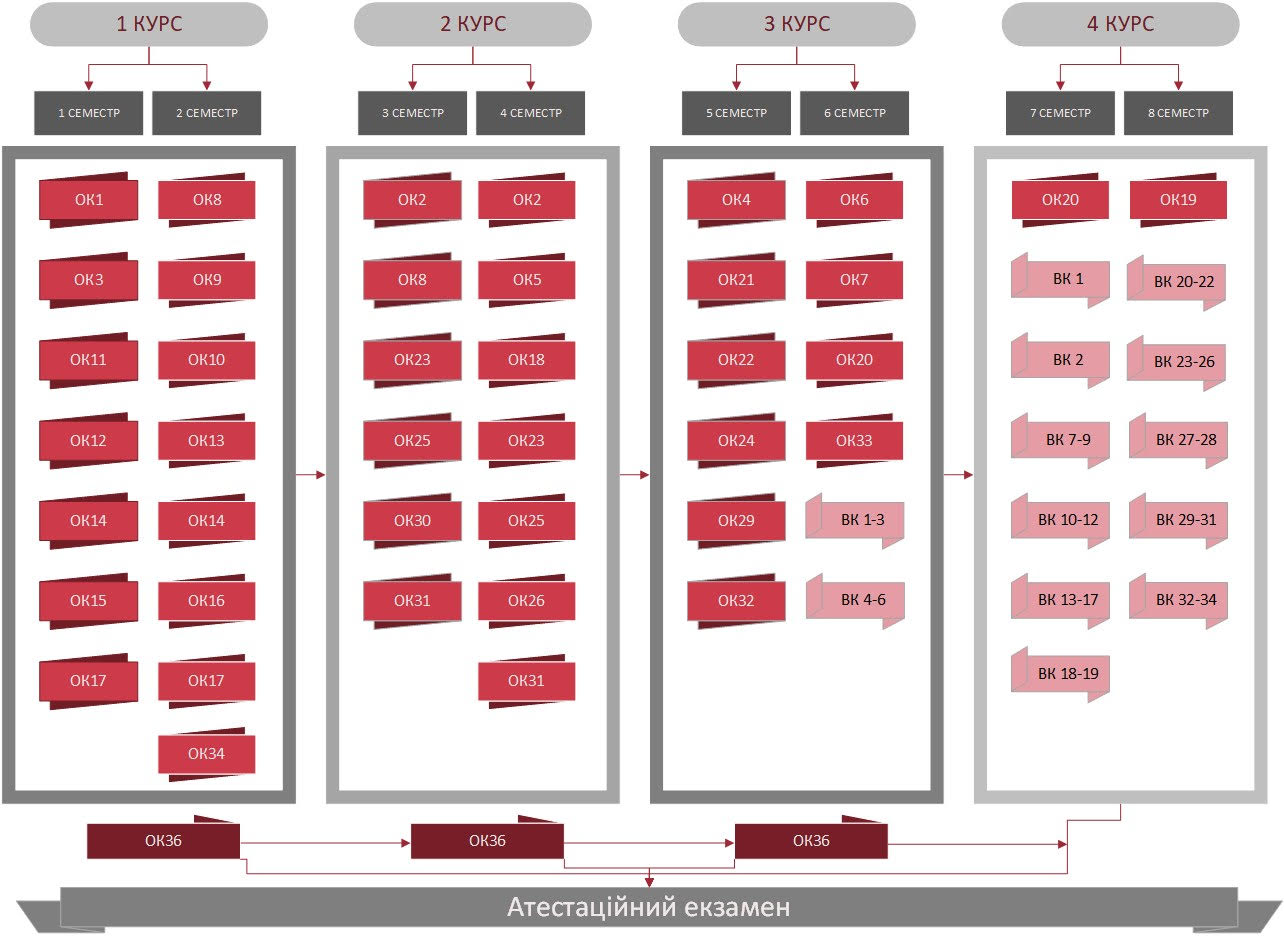 1 КУРС 2 КУРС 3 КУРС 4 КУРС
1 СЕМЕСТР 2 СЕМЕСТР 3 СЕМЕСТР 4 СЕМЕСТР 5 СЕМЕСТР 6 СЕМЕСТР 7 СЕМЕСТР 8 СЕМЕСТР
ОК1 ОК8 ОК2 ОК2 ОК4 ОК6 ОК20 ОК19
ОК3 ОК9 ОК8 ОК5 ОК21 ОК7 ВК 1 ВК 20-22
ОК11 ОК10 ОК23 ОК18 ОК22 ОК20 ВК 2 ВК 23-26
ОК12 ОК13 ОК25 ОК23 ОК24 ОК33 ВК 7-9 ВК 27-28
ОК14 ОК14 ОК30 ОК25 ОК29 ВК 1-3 ВК 10-12 ВК 29-31
ОК15 ОК16 ОК31 ОК26 ОК32 ВК 4-6 ВК 13-17 ВК 32-34
ОК17 ОК17 ОК31 ВК 18-19
ОК34
ОК36 ОК36 ОК36
Атестаційний екзамен